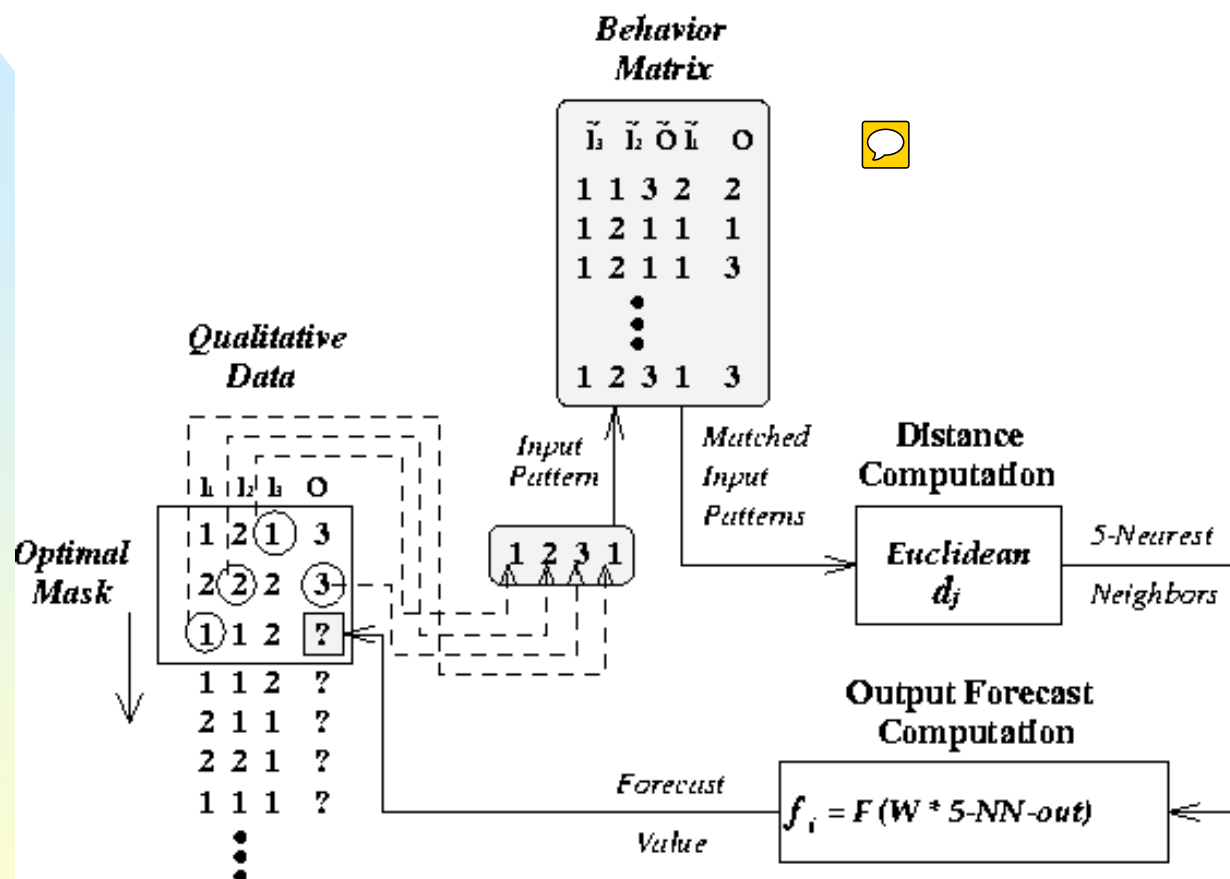 Behavior
Matrix
Ĩ₃ Ĩ₂ Õ Ĩ₁ O
1 1 3 2 2
1 2 1 1 1
1 2 1 1 3
1 2 3 1 3
Qualitative
Data
I₁ I₂ I₃ O
1 2 1 3
2 2 2 3
1 1 2 ?
1 1 2 ?
2 1 1 ?
2 2 1 ?
1 1 1 ?
Optimal
Mask
Input
Pattern
1 2 3 1
Matched
Input
Patterns
Distance
Computation
Euclidean
dⱼ
5-Nearest
Neighbors
Output Forecast
Computation
f ᵢ = F (W * 5-NN-out)
Forecast
Value